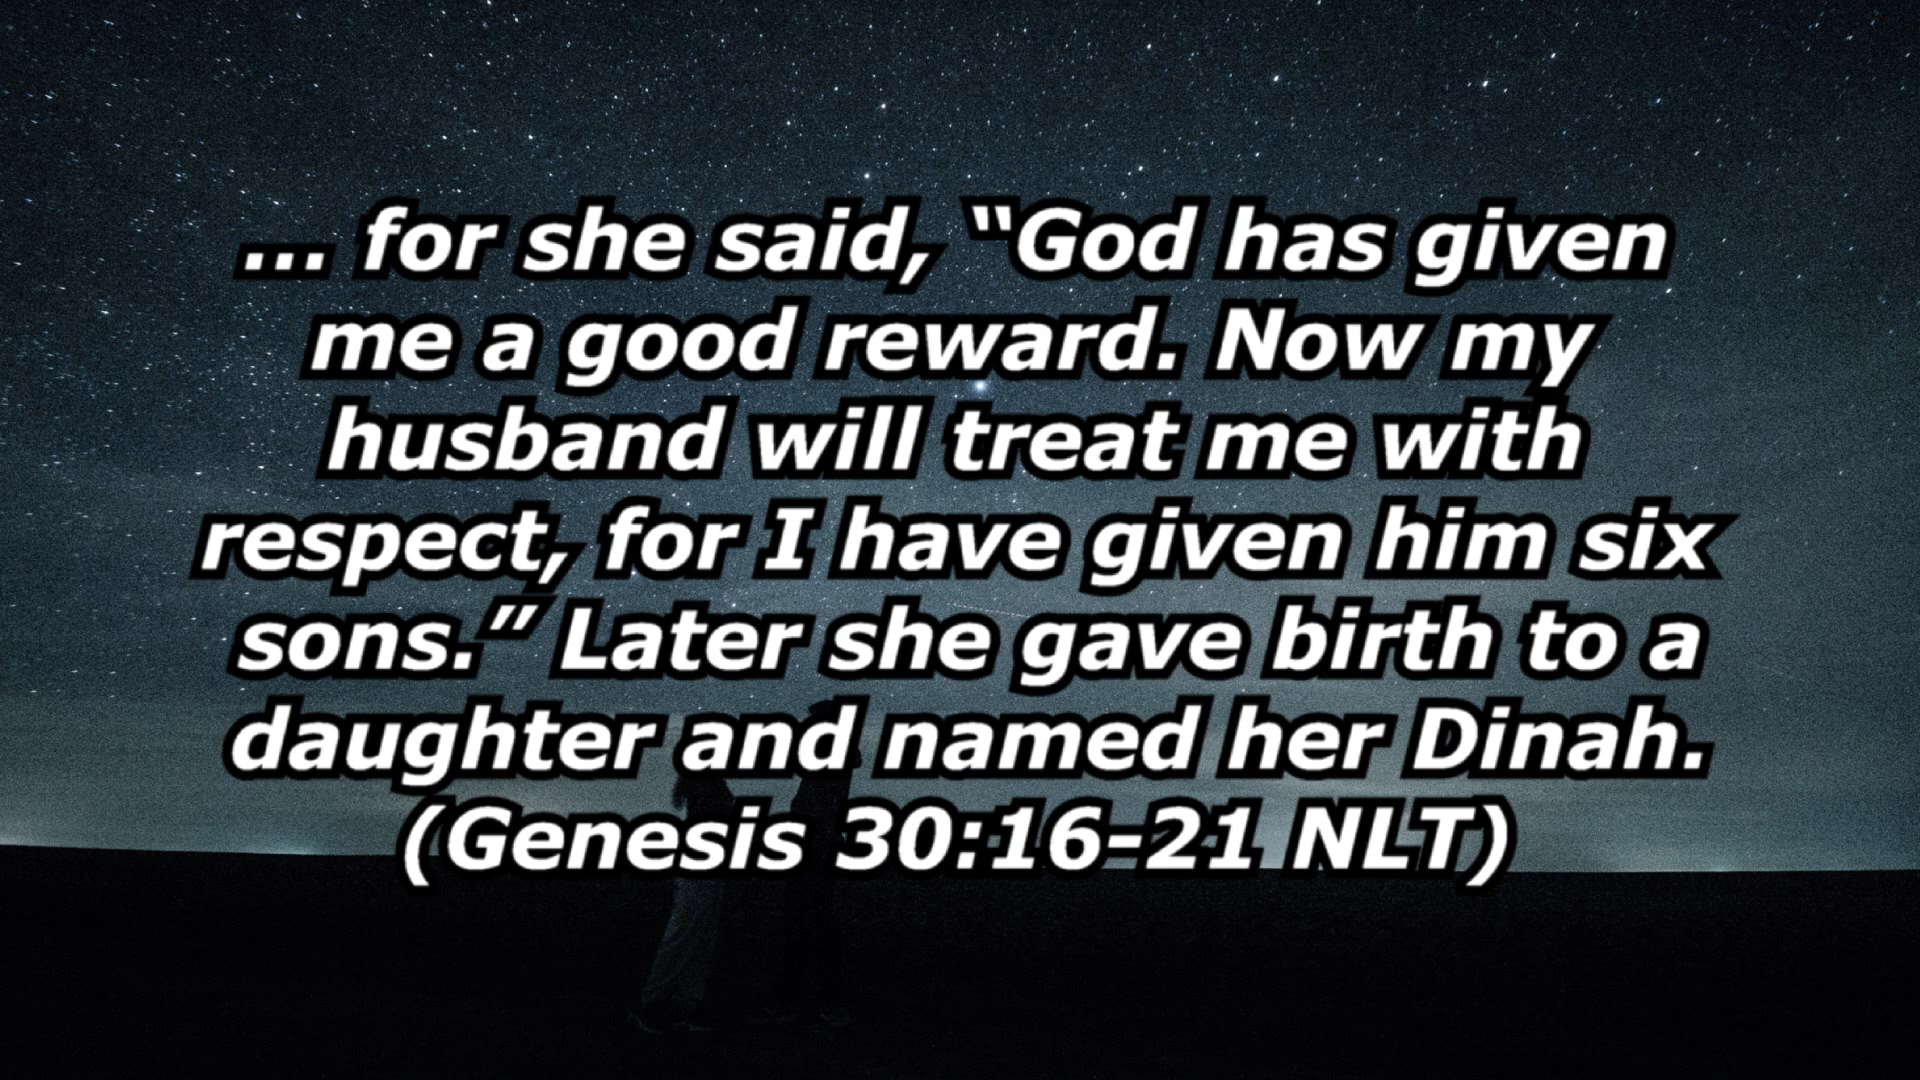 ... for she said, “God has given
me a good reward. Now my
husband will treat me with
respect, for I have given him six
sons.” Later she gave birth to a
daughter and named her Dinah.
(Genesis 30:16-21 NLT)